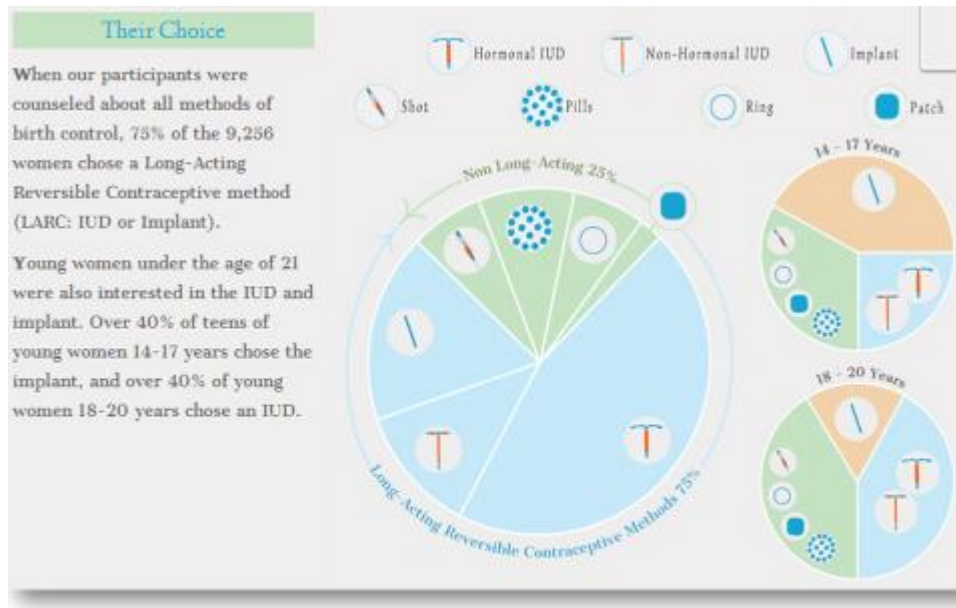 Their Choice
When our participants were
counseled about all methods of
birth control, 75% of the 9,256
women chose a Long-Acting
Reversible Contraceptive method
(LARC: IUD or Implant).
Young women under the age of 21
were also interested in the IUD and
implant. Over 40% of teens of
young women 14-17 years chose the
implant, and over 40% of young
women 18-20 years chose an IUD.
Hormonal IUD
Non-Hormonal IUD
Implant
Shot
Pills
Ring
Patch
Non Long-Acting 25%
Long-Acting Reversible Contraceptive Methods 75%
14 - 17 Years
18 - 20 Years